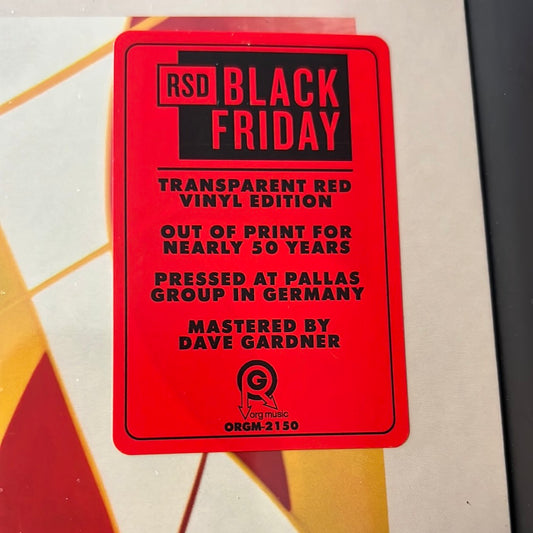 RSD BLACK
FRIDAY
TRANSPARENT RED
VINYL EDITION
OUT OF PRINT FOR
NEARLY 50 YEARS
PRESSED AT PALLAS
GROUP IN GERMANY
MASTERED BY
DAVE GARDNER
G
org music
ORGM-2150